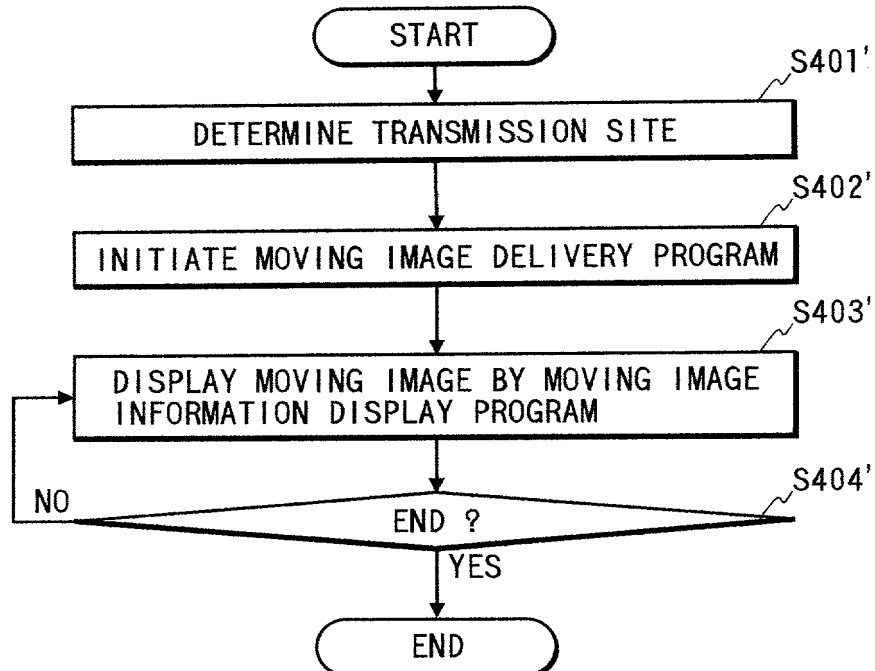 START
S401'
DETERMINE TRANSMISSION SITE
S402'
INITIATE MOVING IMAGE DELIVERY PROGRAM
S403'
DISPLAY MOVING IMAGE BY MOVING IMAGE
INFORMATION DISPLAY PROGRAM
S404'
NO
END ?
YES
END